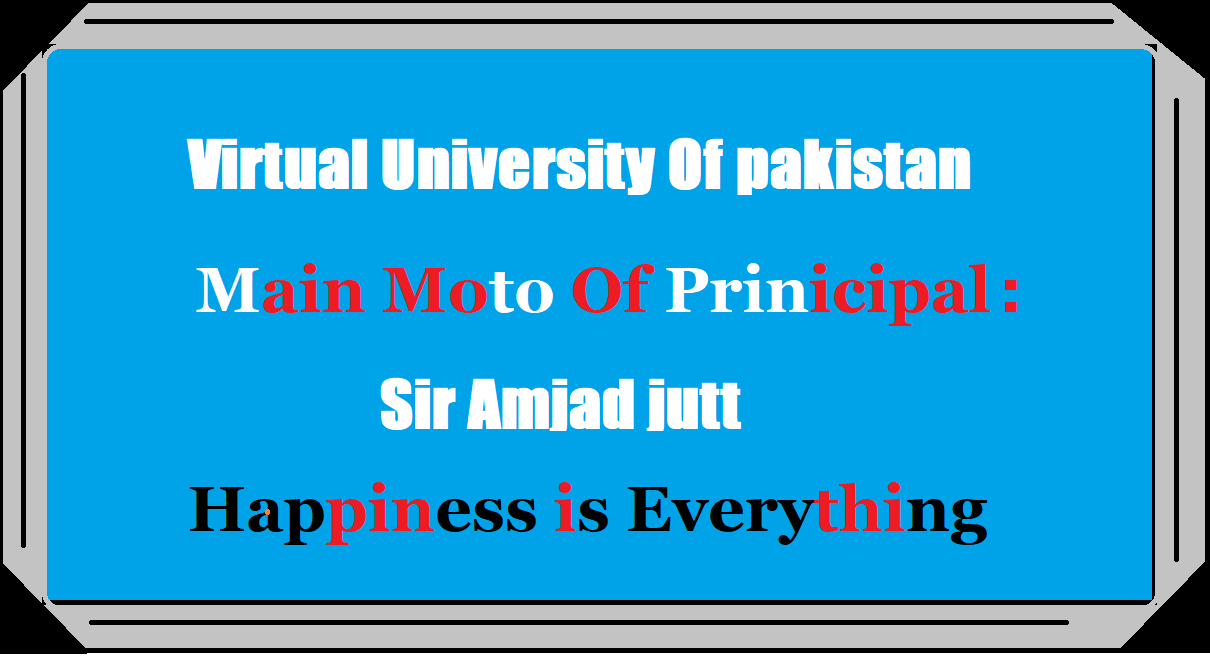 Virtual University Of pakistan
Main Moto Of Prinicipal :
Sir Amjad jutt
Happiness is Everything